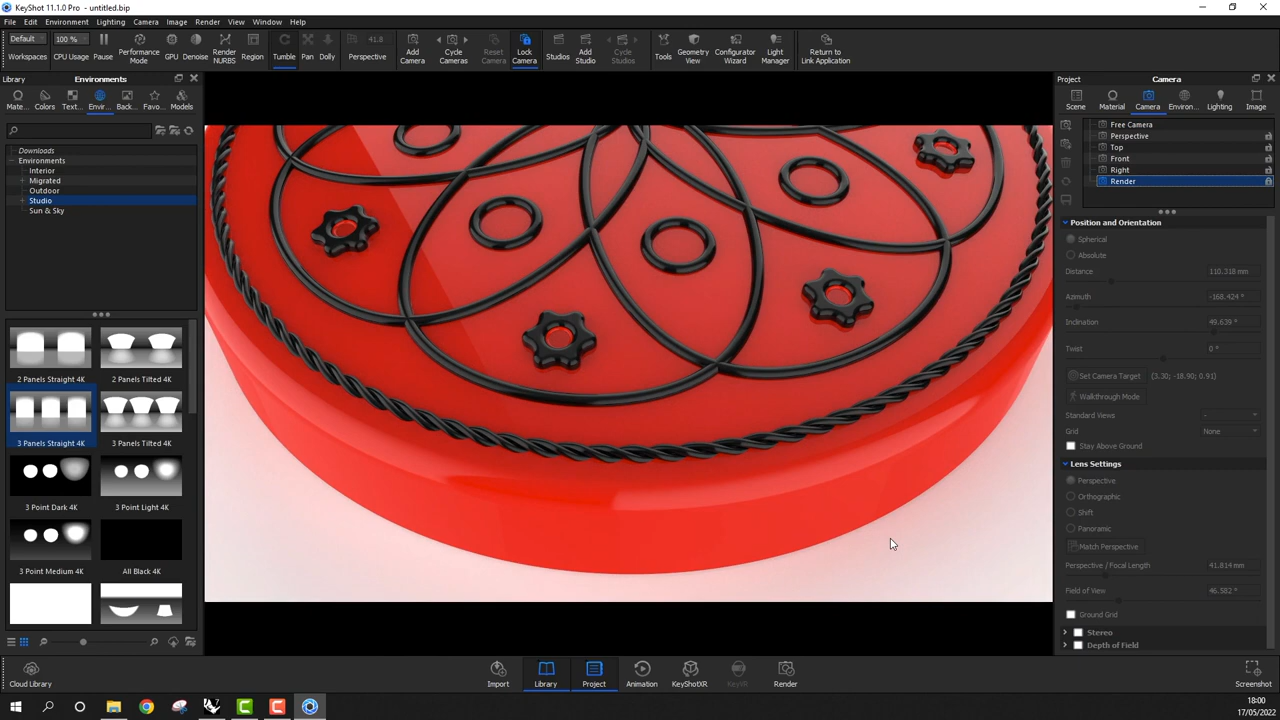 KeyShot 11.1.0 Pro - untitled.bip
File Edit Environment Lighting Camera Image Render View Window Help
Default 100 % 41.8
Workspaces CPU Usage Pause Performance Mode GPU Denoise Render NURBS Region Tumble Pan Dolly Perspective Add Camera Cycle Cameras Reset Camera Lock Camera Studios Add Studio Cycle Studios Tools Geometry View Configurator Wizard Light Manager Return to Link Application
Library Environments
Mate... Colors Text... Envir... Back... Favo... Models
Downloads
Environments
Interior
Migrated
Outdoor
Studio
Sun & Sky
2 Panels Straight 4K 2 Panels Tilted 4K
3 Panels Straight 4K 3 Panels Tilted 4K
3 Point Dark 4K 3 Point Light 4K
3 Point Medium 4K All Black 4K
Project Camera
Scene Material Camera Environ... Lighting Image
Free Camera
Perspective
Top
Front
Right
Render
Position and Orientation
Spherical
Absolute
Distance 110.318 mm
Azimuth -168.424 °
Inclination 49.639 °
Twist 0 °
Set Camera Target (3.30; -18.90; 0.91)
Walkthrough Mode
Standard Views -
Grid None
Stay Above Ground
Lens Settings
Perspective
Orthographic
Shift
Panoramic
Match Perspective
Perspective / Focal Length 41.814 mm
Field of View 46.582 °
Ground Grid
Stereo
Depth of Field
Cloud Library Import Library Project Animation KeyShotXR KeyVR Render Screenshot
18:00
17/05/2022